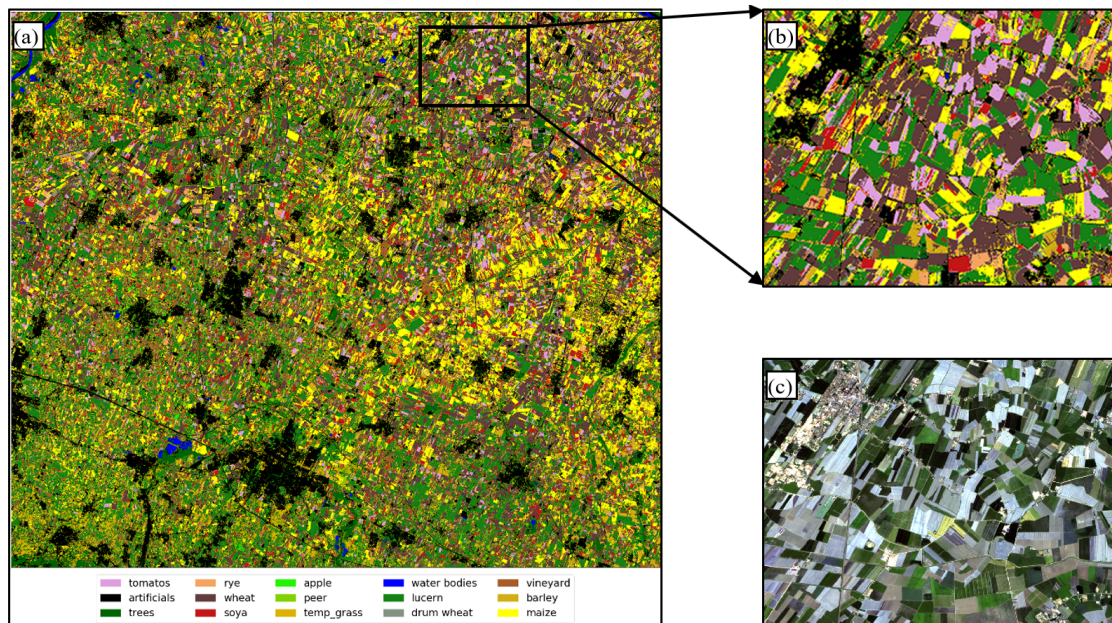 (a)
(b)
(c)
tomatos rye apple water bodies vineyard
artificials wheat peer lucern barley
trees soya temp_grass drum wheat maize